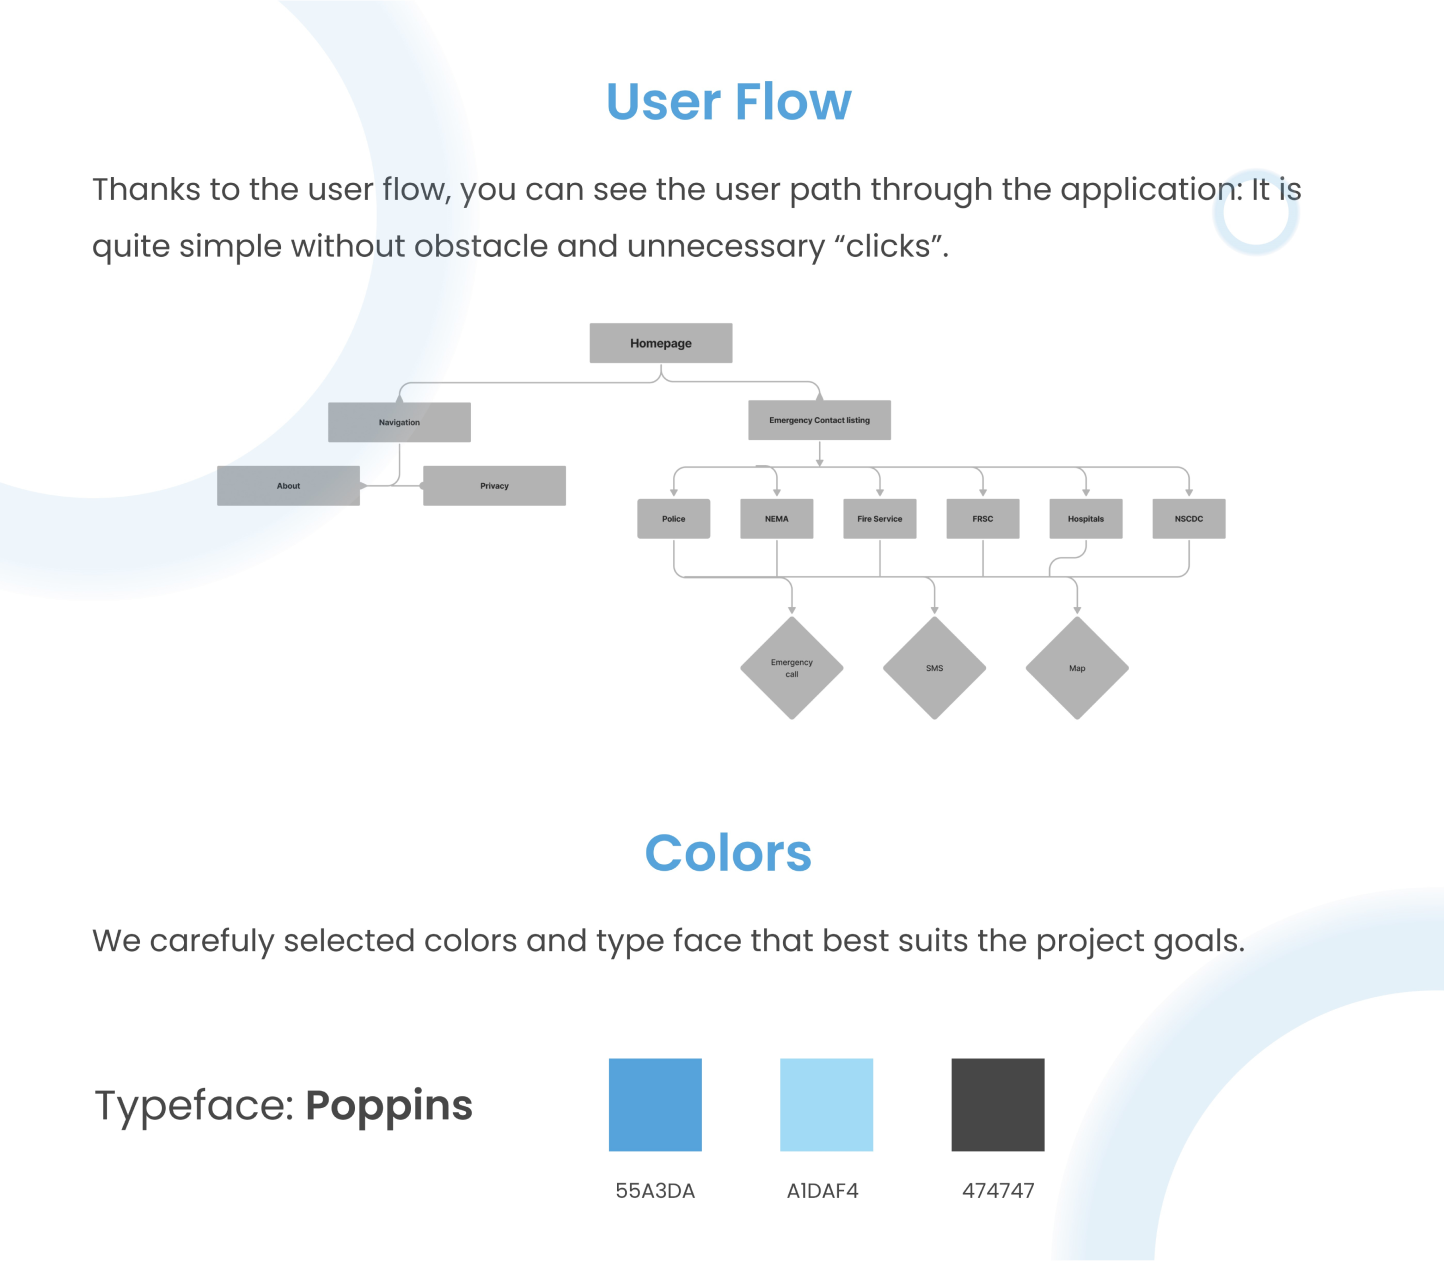 User Flow
Thanks to the user flow, you can see the user path through the application: It is
quite simple without obstacle and unnecessary “clicks”.
Homepage
Navigation
Emergency Contact listing
About
Privacy
Police
NEMA
Fire Service
FRSC
Hospitals
NSCDC
Emergency
call
SMS
Map
Colors
We carefuly selected colors and type face that best suits the project goals.
Typeface: Poppins
55A3DA
A1DAF4
474747